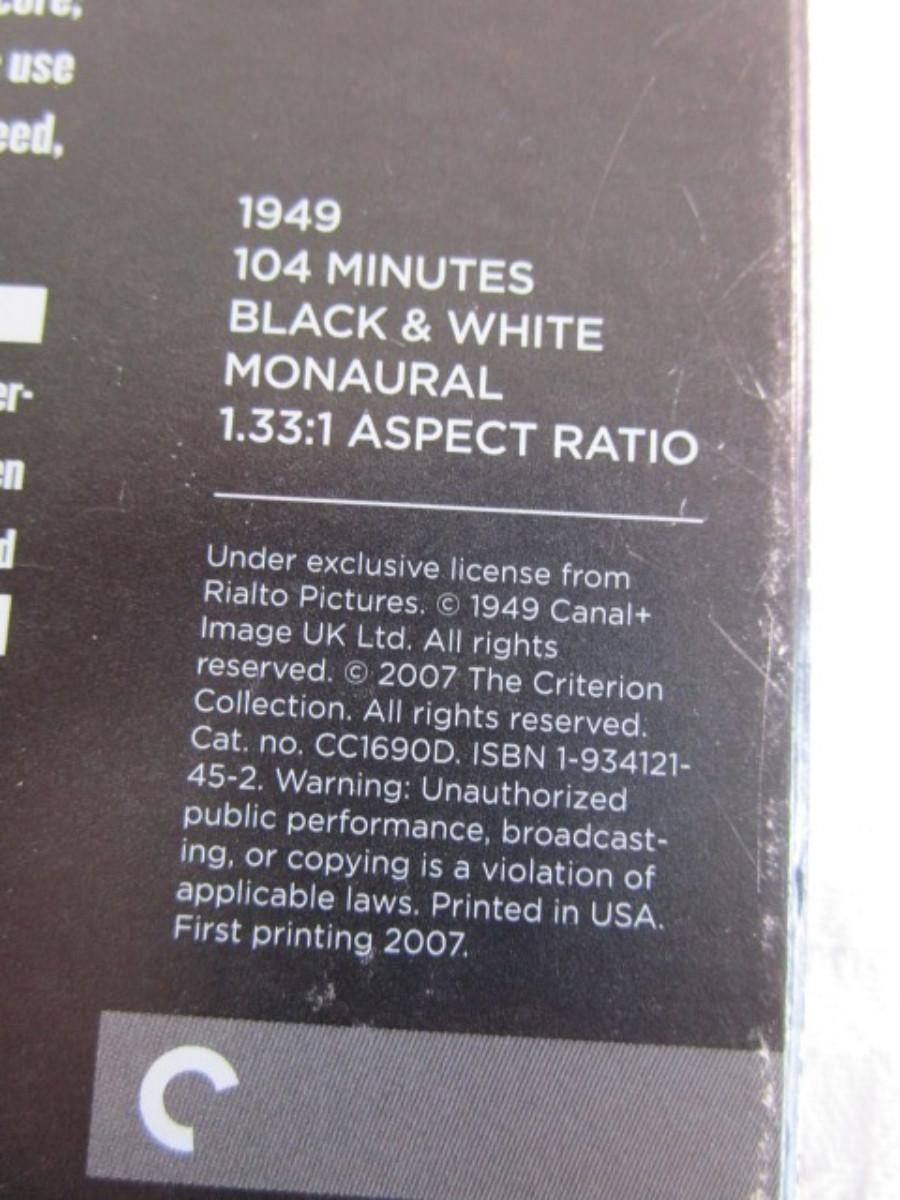 use
eed,
1949
104 MINUTES
BLACK & WHITE
MONAURAL
1.33:1 ASPECT RATIO
er-
en
d
Under exclusive license from
Rialto Pictures. © 1949 Canal+
Image UK Ltd. All rights
reserved. © 2007 The Criterion
Collection. All rights reserved.
Cat. no. CC1690D. ISBN 1-934121-
45-2. Warning: Unauthorized
public performance, broadcast-
ing, or copying is a violation of
applicable laws. Printed in USA.
First printing 2007.